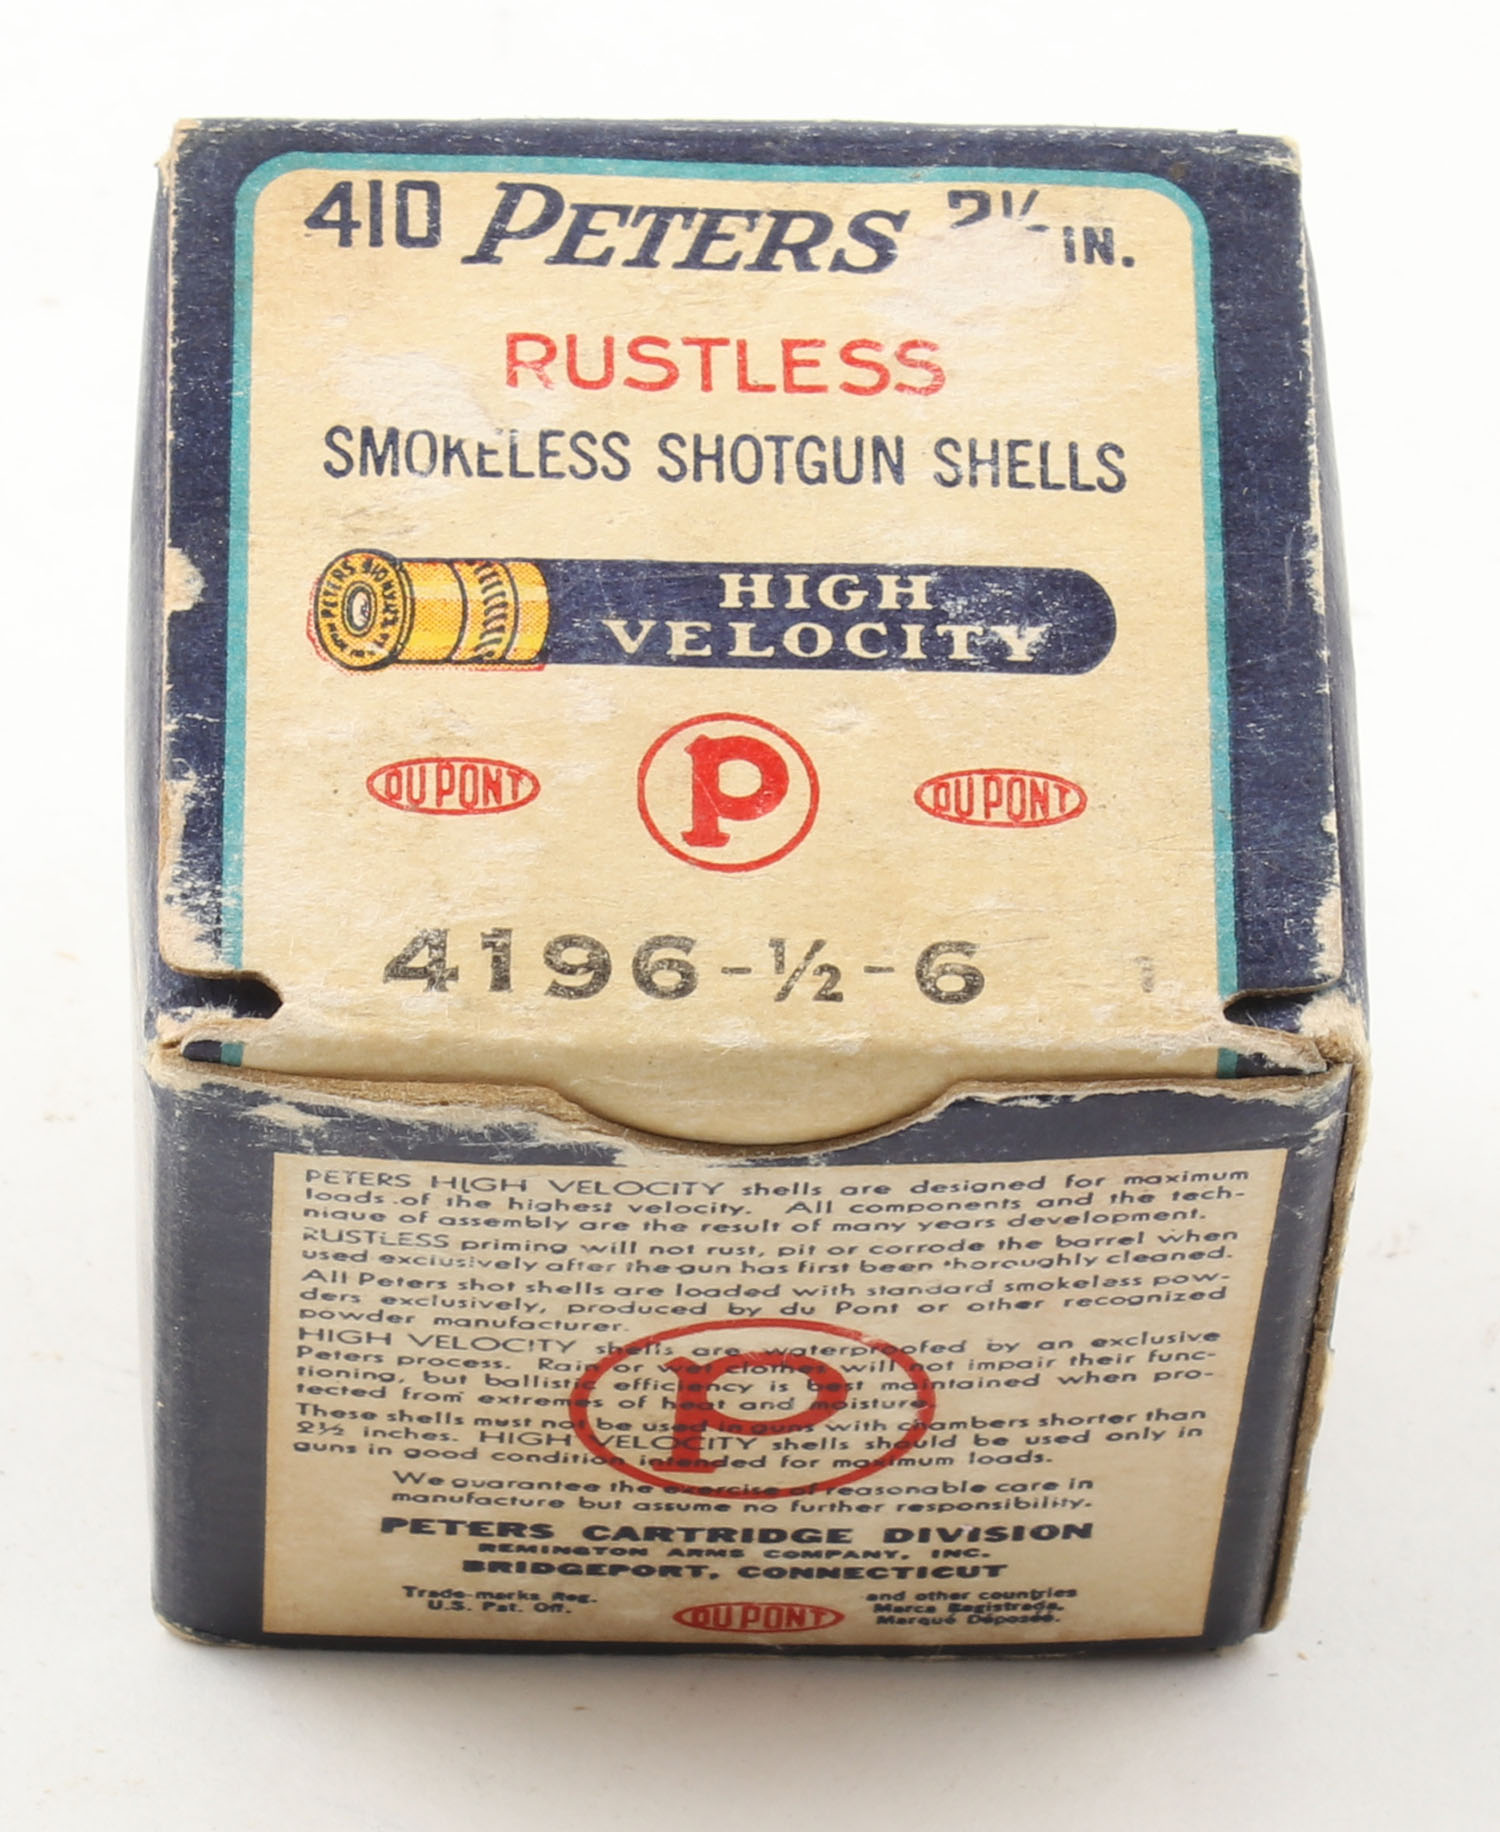 410 PETERS IN.
RUSTLESS
SMOKELESS SHOTGUN SHELLS
PETERS 410
HIGH
VELOCITY
DU PONT P DU PONT
4196-½-6
PETERS HIGH VELOCITY shells are designed for maximum
loads of the highest velocity. All components and the tech-
nique of assembly are the result of many years development.
RUSTLESS priming will not rust, pit or corrode the barrel when
used exclusively after the gun has first been thoroughly cleaned.
All Peters shot shells are loaded with standard smokeless pow-
ders exclusively, produced by du Pont or other recognized
powder manufacturer.
HIGH VELOCITY shells are waterproofed by an exclusive
Peters process. Rain or wet clothes will not impair their func-
tioning, but ballistic efficiency is best maintained when pro-
tected from extremes of heat and moisture.
These shells must not be used in guns with chambers shorter than
2½ inches. HIGH VELOCITY shells should be used only in
guns in good condition intended for maximum loads.
P
We guarantee the exercise of reasonable care in
manufacture but assume no further responsibility.
PETERS CARTRIDGE DIVISION
REMINGTON ARMS COMPANY, INC.
BRIDGEPORT, CONNECTICUT
Trade-marks Reg.
U.S. Pat. Off.
DU PONT
and other countries
Marca Registrada,
Marqué Déposée.